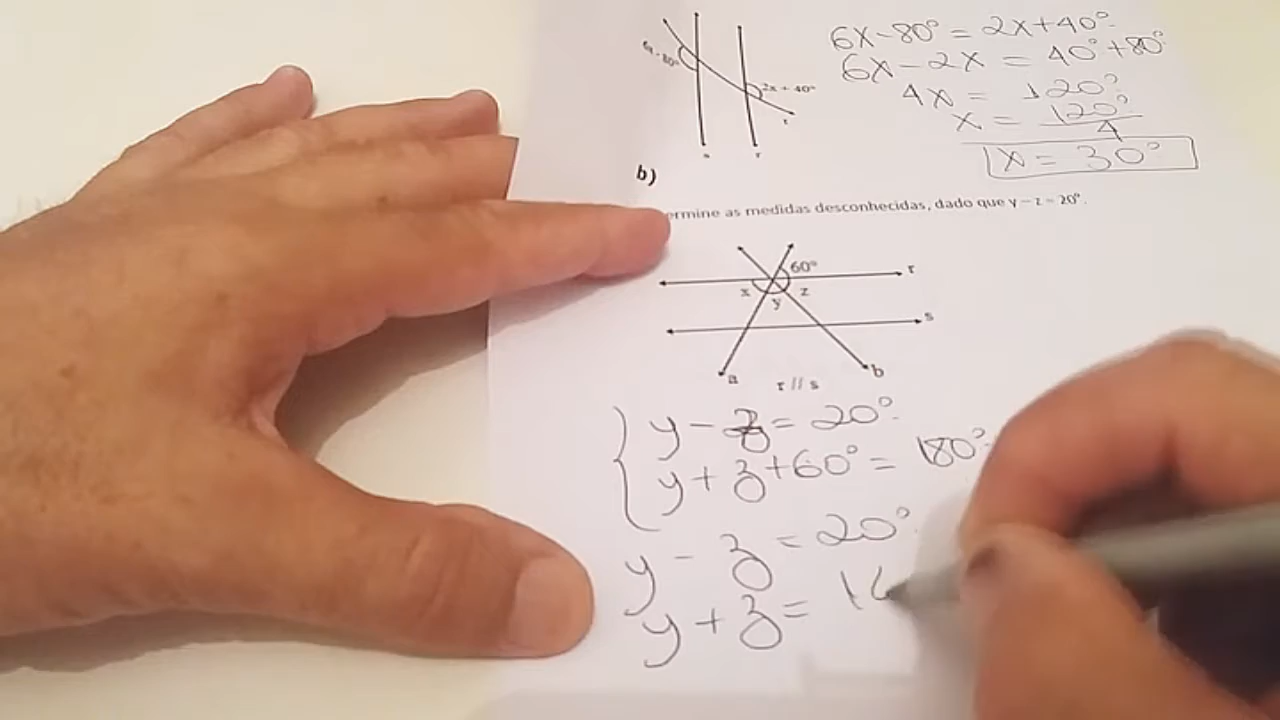 6x - 80°
2x + 40°
s
r
t
6x-80° = 2x+40°
6x - 2x = 40°+80°
4x = 120°
x = 120°
4
x = 30°
b)
ermine as medidas desconhecidas, dado que y - z = 20°.
60°
r
x
y
z
s
a
b
r // s
y - z = 20°
y + z + 60° = 180°
y - z = 20°
y + z =